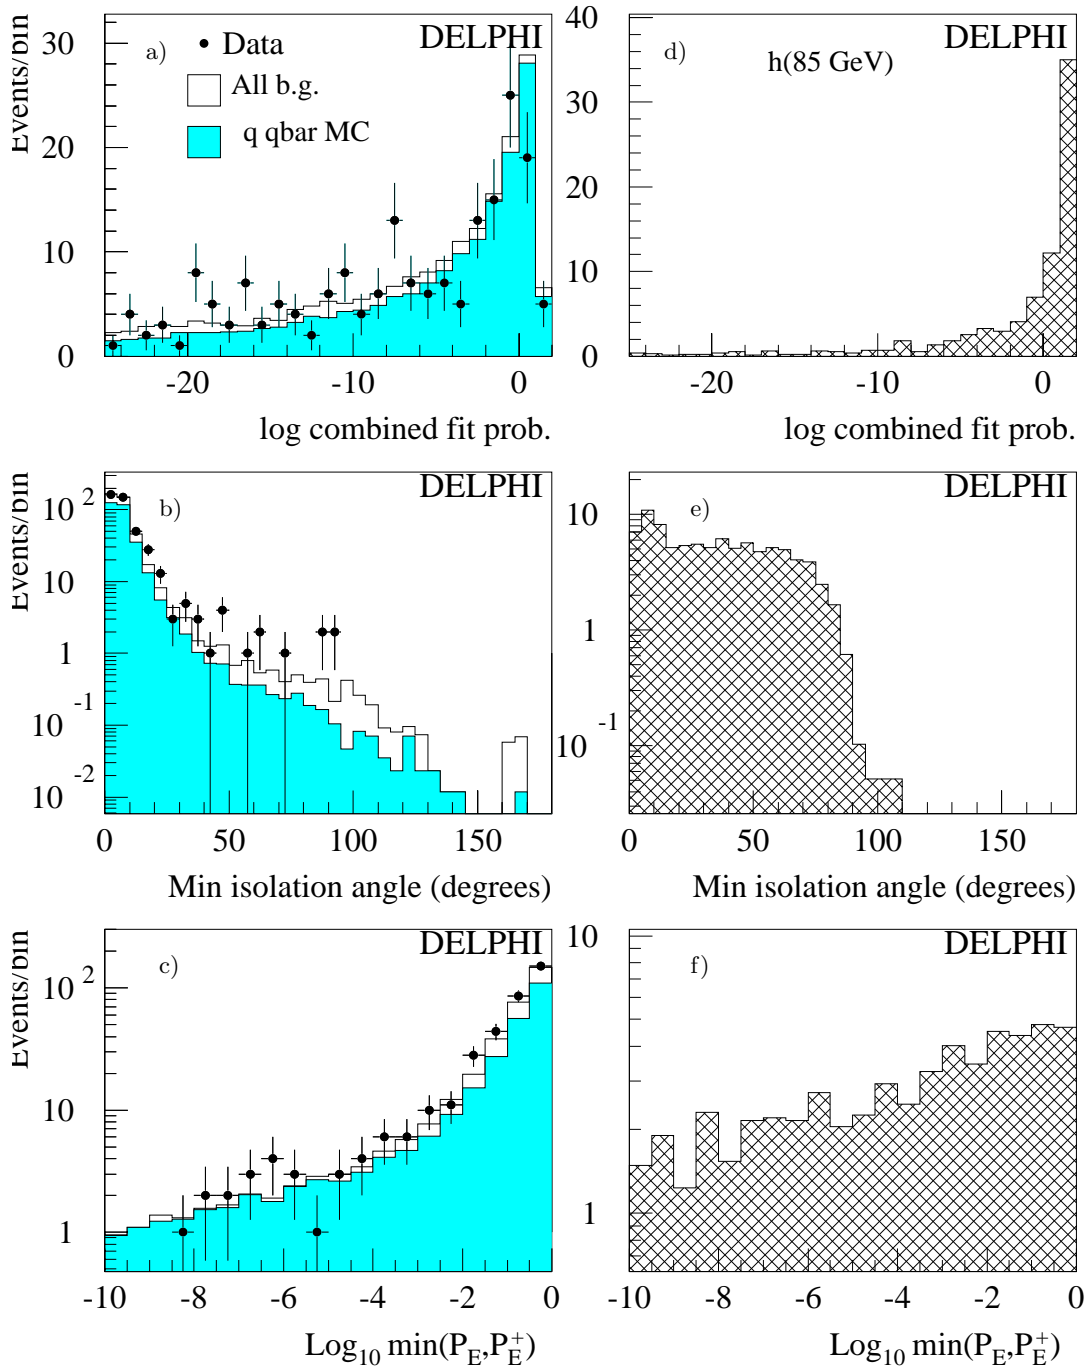 DELPHI
a)
Data
All b.g.
q qbar MC
Events/bin
30
20
10
0
-20 -10 0
log combined fit prob.
DELPHI
d)
h(85 GeV)
40
30
20
10
0
-20 -10 0
log combined fit prob.
DELPHI
b)
Events/bin
10 2
10
1
10 -1
10 -2
0 50 100 150
Min isolation angle (degrees)
DELPHI
e)
10
1
10 -1
0 50 100 150
Min isolation angle (degrees)
DELPHI
c)
Events/bin
10 2
10
1
-10 -8 -6 -4 -2 0
Log10 min(PE,PE+)
DELPHI
f)
10
1
-10 -8 -6 -4 -2 0
Log10 min(PE,PE+)